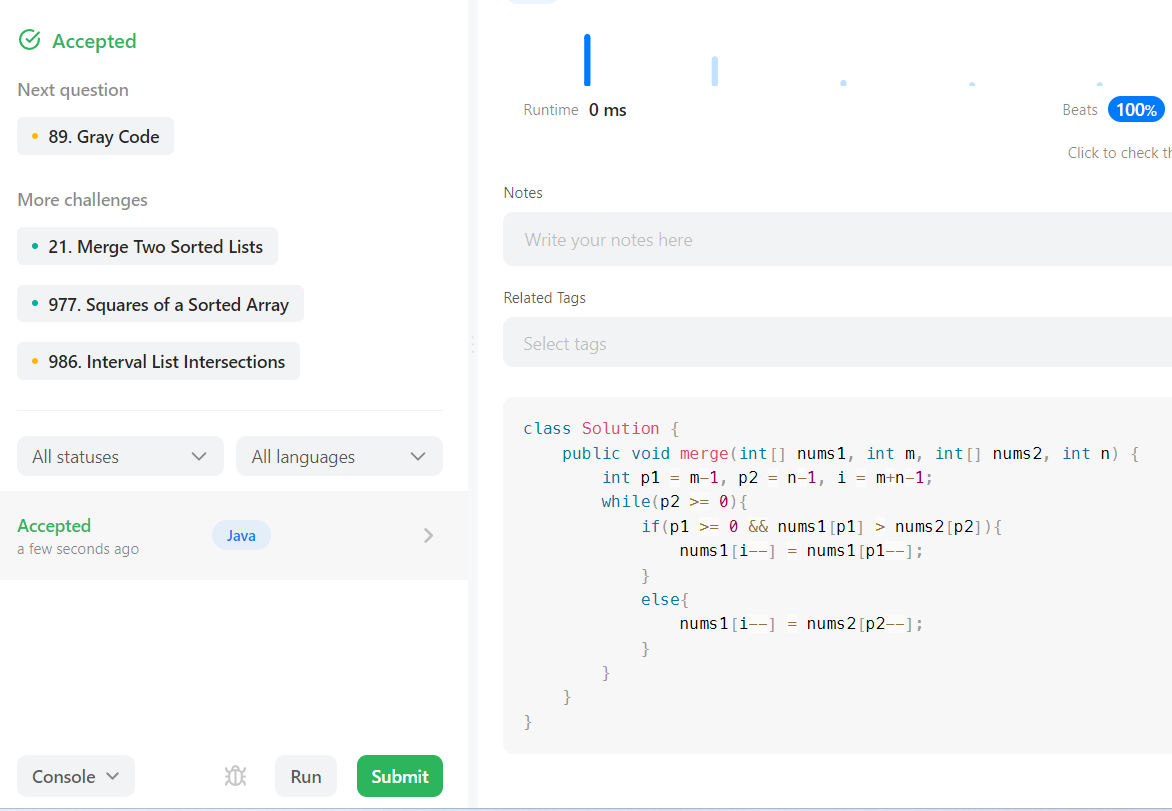 Accepted
Next question
89. Gray Code
More challenges
21. Merge Two Sorted Lists
977. Squares of a Sorted Array
986. Interval List Intersections
All statuses
All languages
Accepted
a few seconds ago
Java
Console
Run
Submit
Runtime 0 ms
Beats 100%
Click to check th
Notes
Write your notes here
Related Tags
Select tags
class Solution {
    public void merge(int[] nums1, int m, int[] nums2, int n) {
        int p1 = m-1, p2 = n-1, i = m+n-1;
        while(p2 >= 0){
            if(p1 >= 0 && nums1[p1] > nums2[p2]){
                nums1[i--] = nums1[p1--];
            }
            else{
                nums1[i--] = nums2[p2--];
            }
        }
    }
}